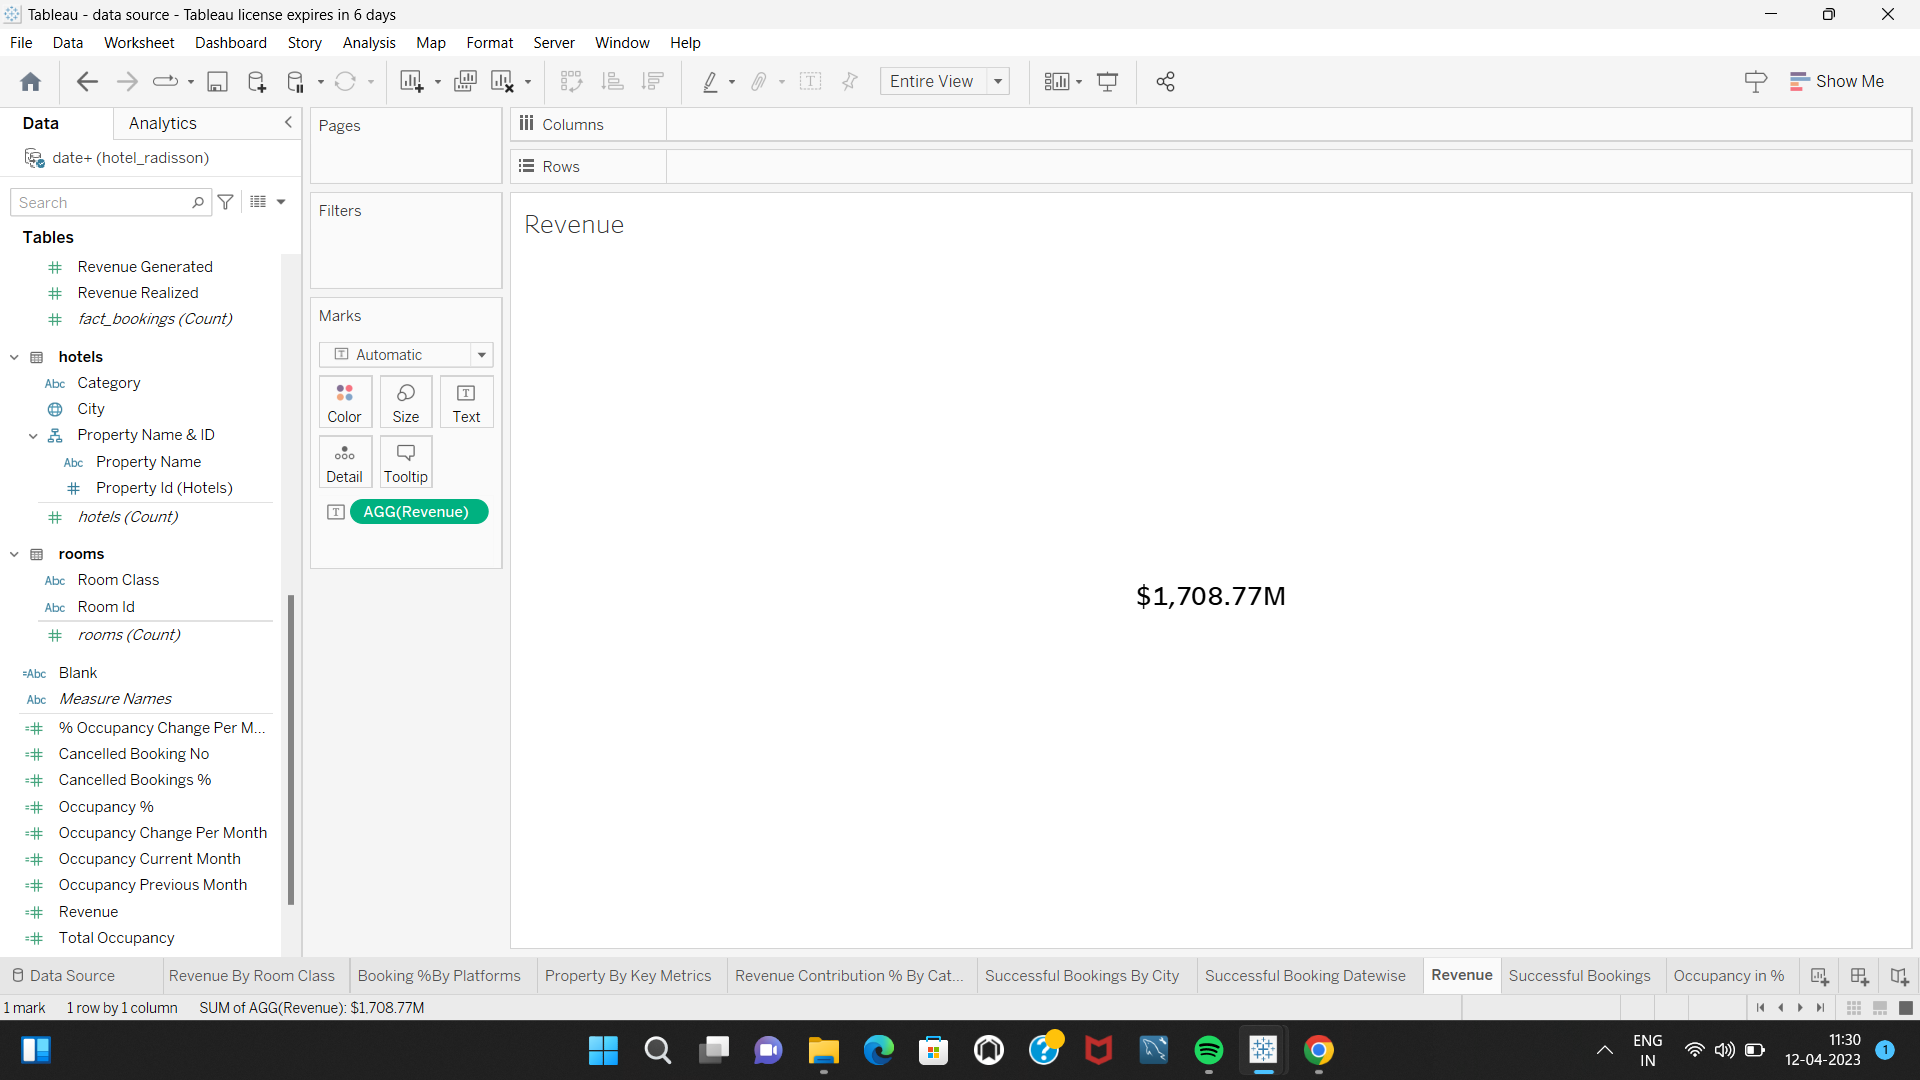 Tableau - data source - Tableau license expires in 6 days
File Data Worksheet Dashboard Story Analysis Map Format Server Window Help
Entire View
Show Me
Data Analytics
date+ (hotel_radisson)
Search
Tables
Revenue Generated
Revenue Realized
fact_bookings (Count)
hotels
Abc Category
City
Property Name & ID
Abc Property Name
Property Id (Hotels)
hotels (Count)
rooms
Abc Room Class
Abc Room Id
rooms (Count)
=Abc Blank
Abc Measure Names
=# % Occupancy Change Per M...
=# Cancelled Booking No
=# Cancelled Bookings %
=# Occupancy %
=# Occupancy Change Per Month
=# Occupancy Current Month
=# Occupancy Previous Month
=# Revenue
=# Total Occupancy
Pages
Filters
Marks
T Automatic
Color Size Text
Detail Tooltip
T AGG(Revenue)
Columns
Rows
Revenue
$1,708.77M
Data Source Revenue By Room Class Booking %By Platforms Property By Key Metrics Revenue Contribution % By Cat... Successful Bookings By City Successful Booking Datewise Revenue Successful Bookings Occupancy in %
1 mark 1 row by 1 column SUM of AGG(Revenue): $1,708.77M
ENG
IN
11:30
12-04-2023
1